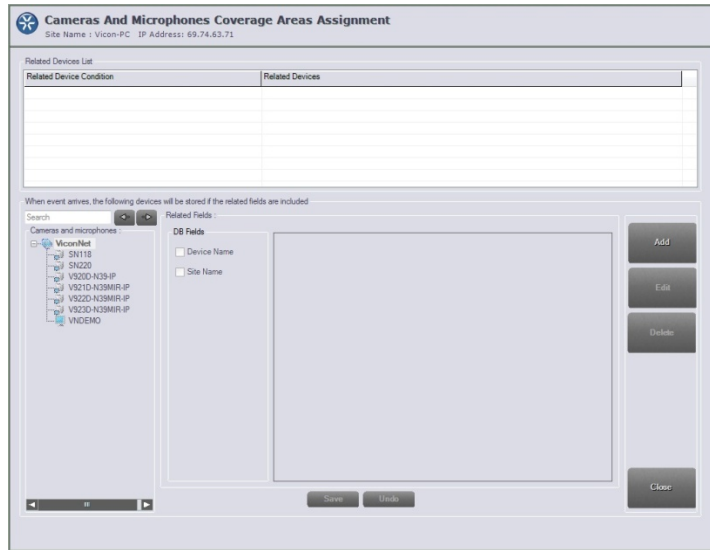 Cameras And Microphones Coverage Areas Assignment
Site Name : Vicon-PC IP Address: 69.74.63.71
Related Devices List
Related Device Condition Related Devices
When event arrives, the following devices will be stored if the related fields are included
Search
Related Fields :
Cameras and microphones :
DB Fields
ViconNet
SN118
SN220
V920D-N39-IP
V921D-N39MIR-IP
V922D-N39MIR-IP
V923D-N39MIR-IP
VNDEMO
Device Name
Site Name
Add
Edit
Delete
Close
Save Undo